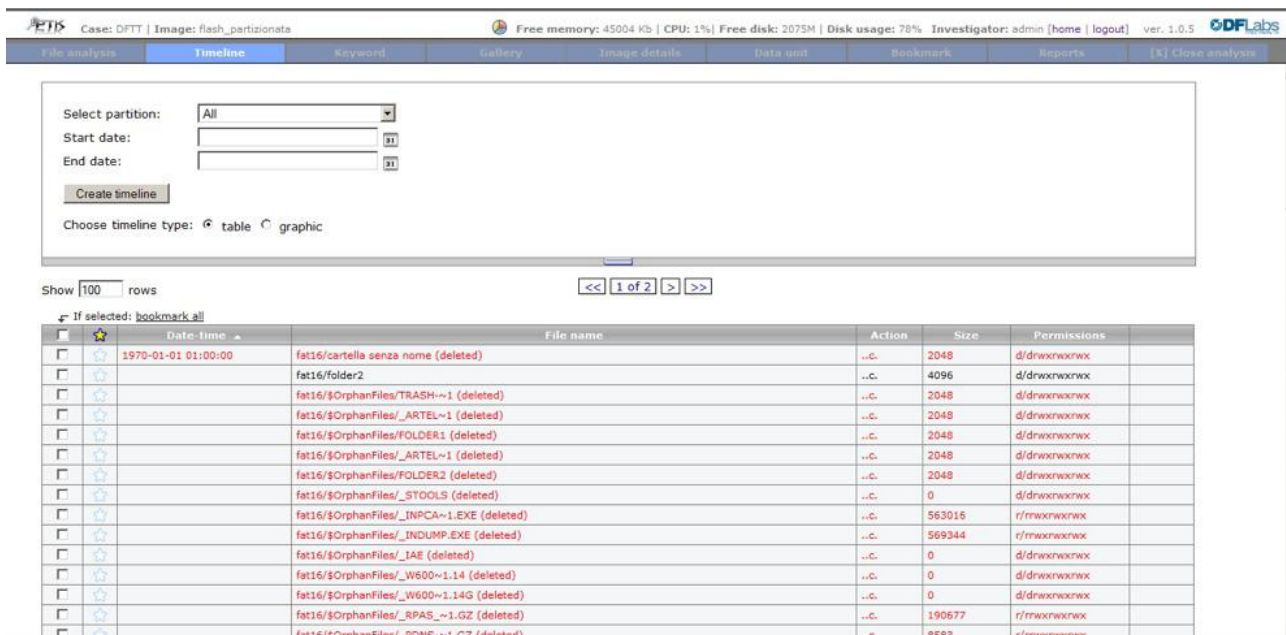 PTK Case: DFTT | Image: flash_partizionata Free memory: 45004 Kb | CPU: 1%| Free disk: 2075M | Disk usage: 78% Investigator: admin [home | logout] ver. 1.0.5 DFLabs
File analysis Timeline Keyword Gallery Image details Data unit Bookmark Reports [X] Close analysis
Select partition: All
Start date: 31
End date: 31
Create timeline
Choose timeline type: table graphic
Show 100 rows << 1 of 2 > >>
If selected: bookmark all
Date-time File name Action Size Permissions
1970-01-01 01:00:00 fat16/cartella senza nome (deleted) ..c. 2048 d/drwxrwxrwx
fat16/folder2 ..c. 4096 d/drwxrwxrwx
fat16/$OrphanFiles/TRASH-~1 (deleted) ..c. 2048 d/drwxrwxrwx
fat16/$OrphanFiles/_ARTEL~1 (deleted) ..c. 2048 d/drwxrwxrwx
fat16/$OrphanFiles/FOLDER1 (deleted) ..c. 2048 d/drwxrwxrwx
fat16/$OrphanFiles/_ARTEL~1 (deleted) ..c. 2048 d/drwxrwxrwx
fat16/$OrphanFiles/FOLDER2 (deleted) ..c. 2048 d/drwxrwxrwx
fat16/$OrphanFiles/_STOOLS (deleted) ..c. 0 d/drwxrwxrwx
fat16/$OrphanFiles/_INPCA~1.EXE (deleted) ..c. 563016 r/rrwxrwxrwx
fat16/$OrphanFiles/_INDUMP.EXE (deleted) ..c. 569344 r/rrwxrwxrwx
fat16/$OrphanFiles/_IAE (deleted) ..c. 0 d/drwxrwxrwx
fat16/$OrphanFiles/_W600~1.14 (deleted) ..c. 0 d/drwxrwxrwx
fat16/$OrphanFiles/_W600~1.14G (deleted) ..c. 0 d/drwxrwxrwx
fat16/$OrphanFiles/_RPAS_~1.GZ (deleted) ..c. 190677 r/rrwxrwxrwx